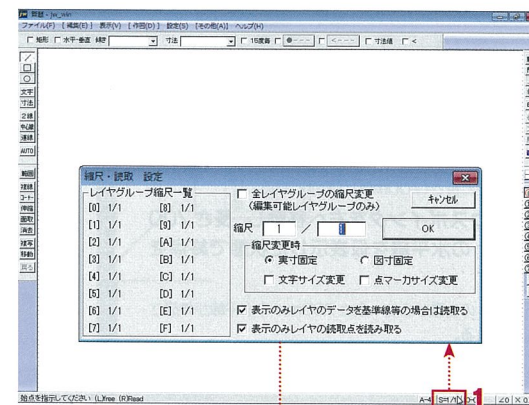 無題 - jw_win
ファイル(F) [編集(E)] 表示(V) [作図(D)] 設定(S) [その他(A)] ヘルプ(H)
矩形 水平・垂直 傾き 寸法 15度毎 ●--- <--- 寸法値 <
文字
寸法
2線
中心線
連線
AUTO
範囲
複線
コーナー
伸縮
面取
消去
複写
移動
戻る
縮尺・読取 設定
レイヤグループ縮尺一覧
[0] 1/1 [8] 1/1
[1] 1/1 [9] 1/1
[2] 1/1 [A] 1/1
[3] 1/1 [B] 1/1
[4] 1/1 [C] 1/1
[5] 1/1 [D] 1/1
[6] 1/1 [E] 1/1
[7] 1/1 [F] 1/1
全レイヤグループの縮尺変更
(編集可能レイヤグループのみ)
キャンセル
縮尺 1 / 1
OK
縮尺変更時
実寸固定 図寸固定
文字サイズ変更 点マーカサイズ変更
表示のみレイヤのデータを基準線等の場合は読取る
表示のみレイヤの読取点を読み取る
始点を指示してください (L)free (R)Read
A-4 S=1/1 ∠0 × 0
1